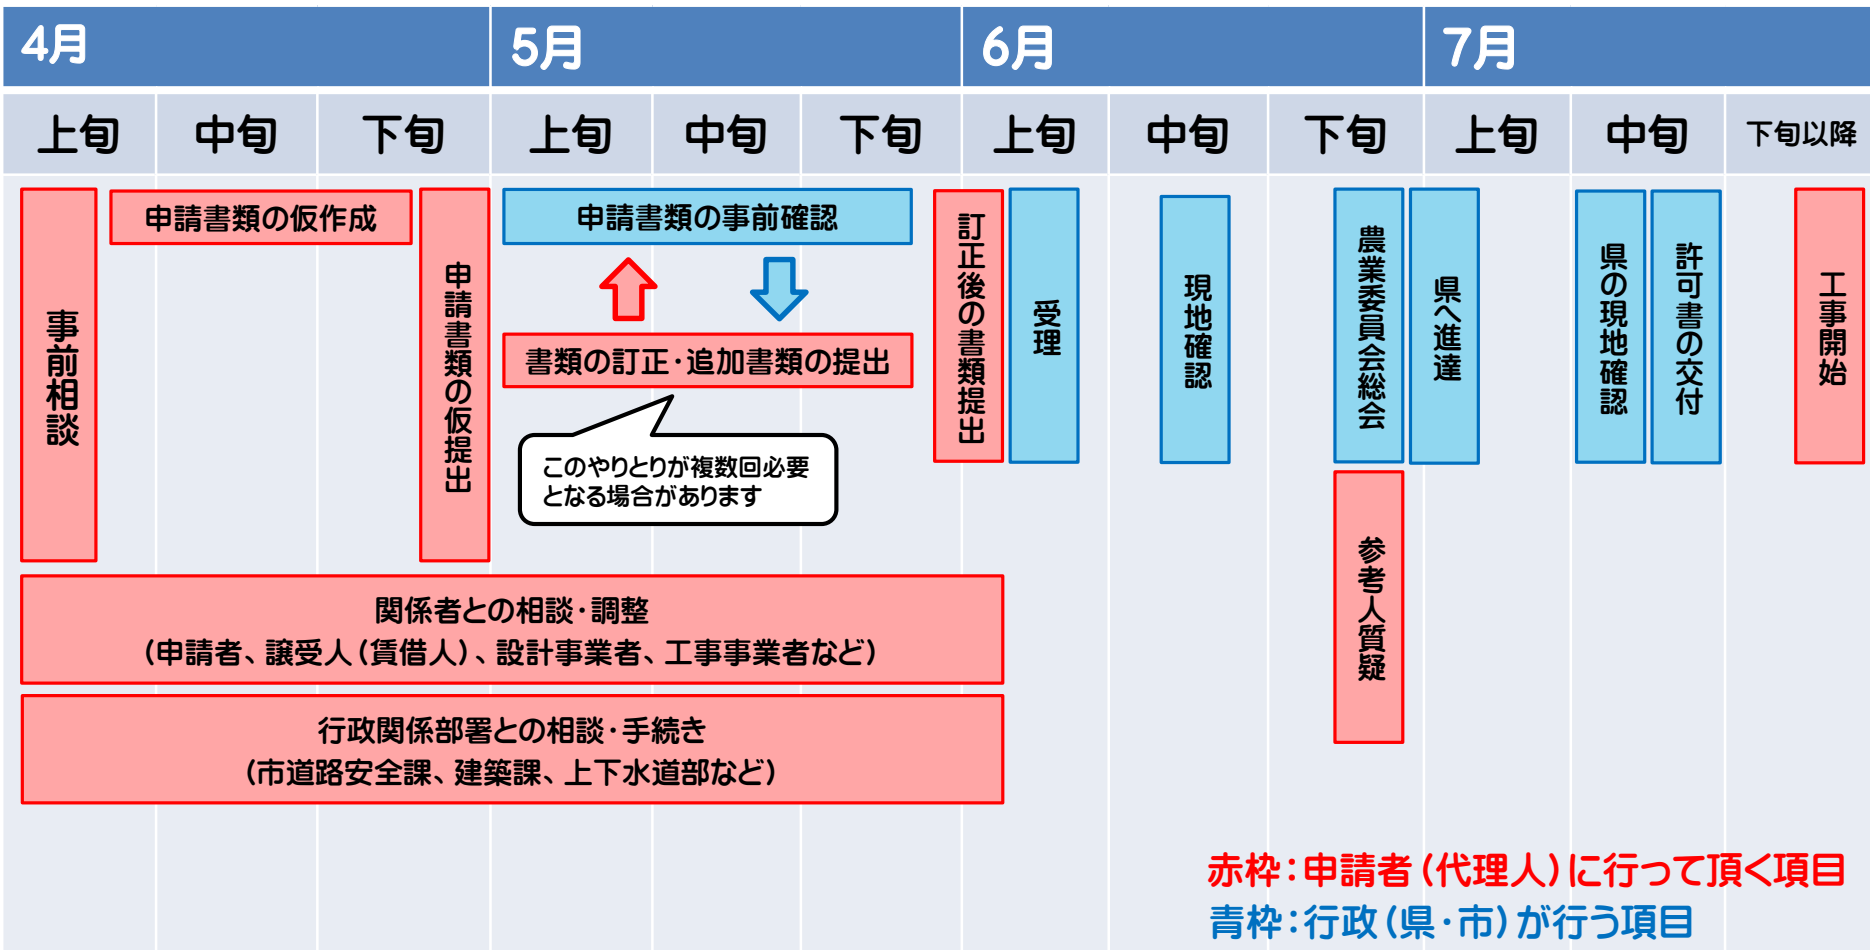 4月
5月
6月
7月
上旬
中旬
下旬
上旬
中旬
下旬
上旬
中旬
下旬
上旬
中旬
下旬以降
事前相談
申請書類の仮作成
申請書類の仮提出
申請書類の事前確認
書類の訂正・追加書類の提出
このやりとりが複数回必要
となる場合があります
訂正後の書類提出
受理
現地確認
農業委員会総会
参考人質疑
県へ進達
県の現地確認
許可書の交付
工事開始
関係者との相談・調整
(申請者、譲受人(賃借人)、設計事業者、工事事業者など)
行政関係部署との相談・手続き
(市道路安全課、建築課、上下水道部など)
赤枠:申請者(代理人)に行って頂く項目
青枠:行政(県・市)が行う項目